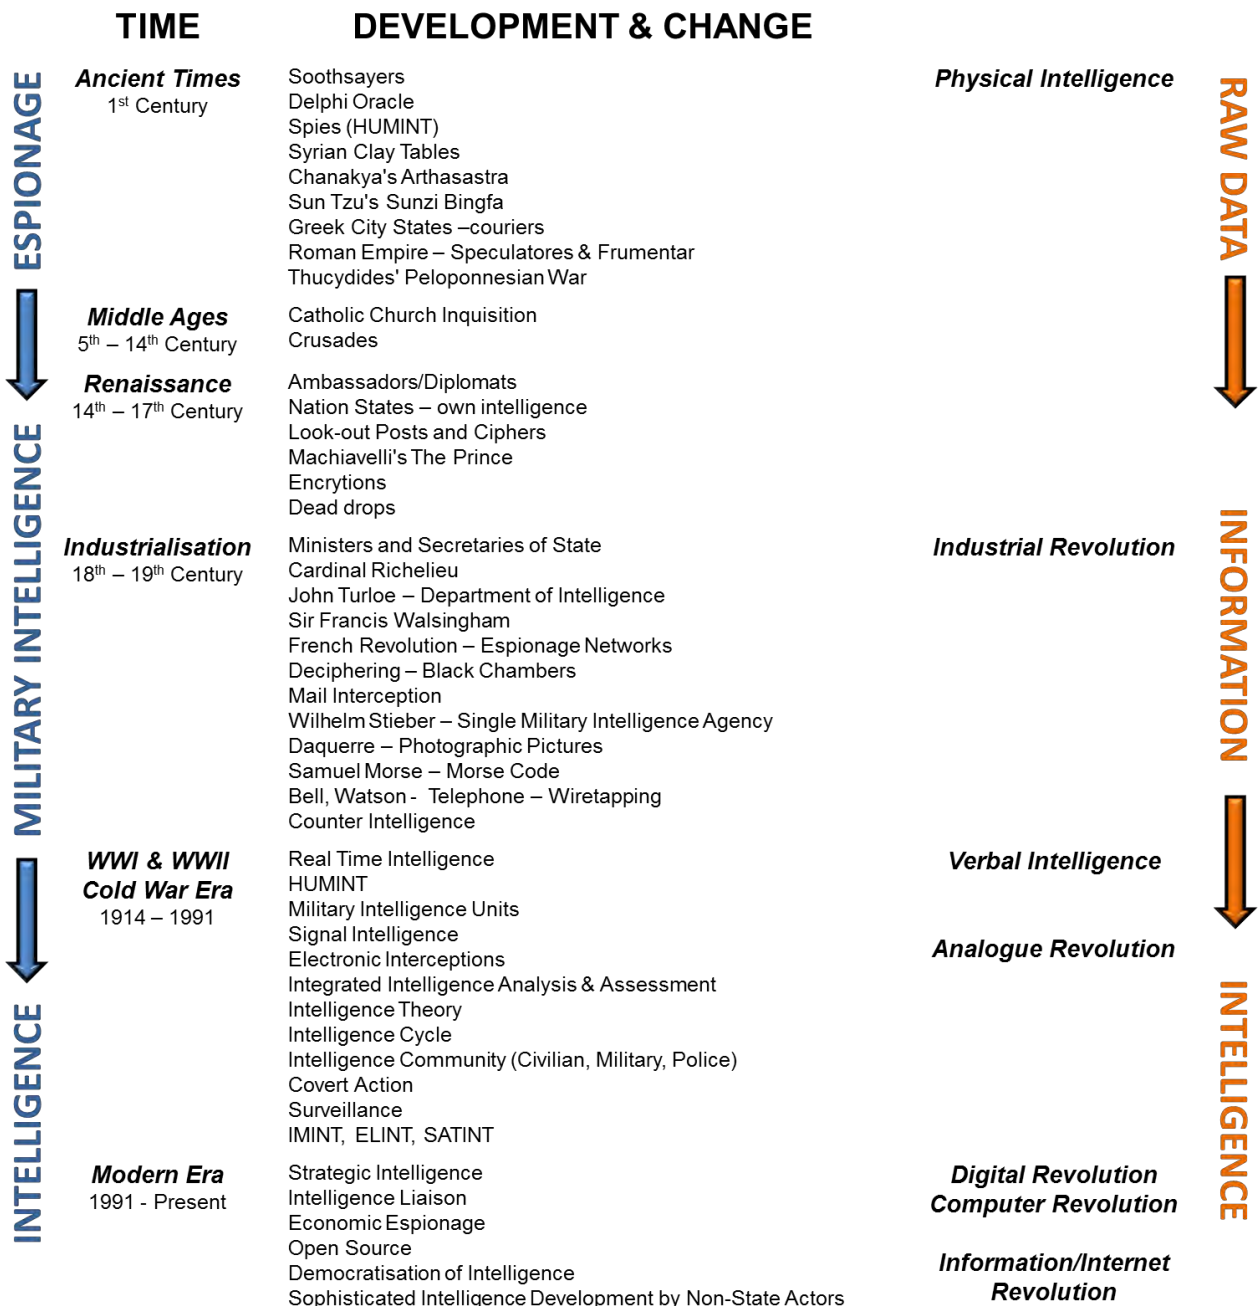 TIME
DEVELOPMENT & CHANGE
ESPIONAGE
MILITARY INTELLIGENCE
INTELLIGENCE
Ancient Times
1st Century
Soothsayers
Delphi Oracle
Spies (HUMINT)
Syrian Clay Tables
Chanakya's Arthasastra
Sun Tzu's Sunzi Bingfa
Greek City States –couriers
Roman Empire – Speculatores & Frumentar
Thucydides' Peloponnesian War
Physical Intelligence
Middle Ages
5th – 14th Century
Catholic Church Inquisition
Crusades
Renaissance
14th – 17th Century
Ambassadors/Diplomats
Nation States – own intelligence
Look-out Posts and Ciphers
Machiavelli's The Prince
Encrytions
Dead drops
Industrialisation
18th – 19th Century
Ministers and Secretaries of State
Cardinal Richelieu
John Turloe – Department of Intelligence
Sir Francis Walsingham
French Revolution – Espionage Networks
Deciphering – Black Chambers
Mail Interception
Wilhelm Stieber – Single Military Intelligence Agency
Daquerre – Photographic Pictures
Samuel Morse – Morse Code
Bell, Watson - Telephone – Wiretapping
Counter Intelligence
Industrial Revolution
WWI & WWII
Cold War Era
1914 – 1991
Real Time Intelligence
HUMINT
Military Intelligence Units
Signal Intelligence
Electronic Interceptions
Integrated Intelligence Analysis & Assessment
Intelligence Theory
Intelligence Cycle
Intelligence Community (Civilian, Military, Police)
Covert Action
Surveillance
IMINT, ELINT, SATINT
Verbal Intelligence
Analogue Revolution
Modern Era
1991 - Present
Strategic Intelligence
Intelligence Liaison
Economic Espionage
Open Source
Democratisation of Intelligence
Sophisticated Intelligence Development by Non-State Actors
Digital Revolution
Computer Revolution
Information/Internet
Revolution
RAW DATA
INFORMATION
INTELLIGENCE